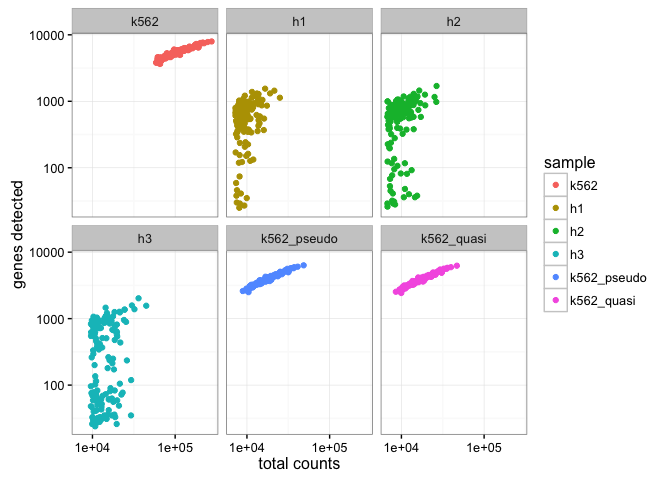 k562 h1 h2
10000
1000
100
genes detected
h3 k562_pseudo k562_quasi
10000
1000
100
1e+04 1e+05 1e+04 1e+05 1e+04 1e+05
total counts
sample
k562
h1
h2
h3
k562_pseudo
k562_quasi